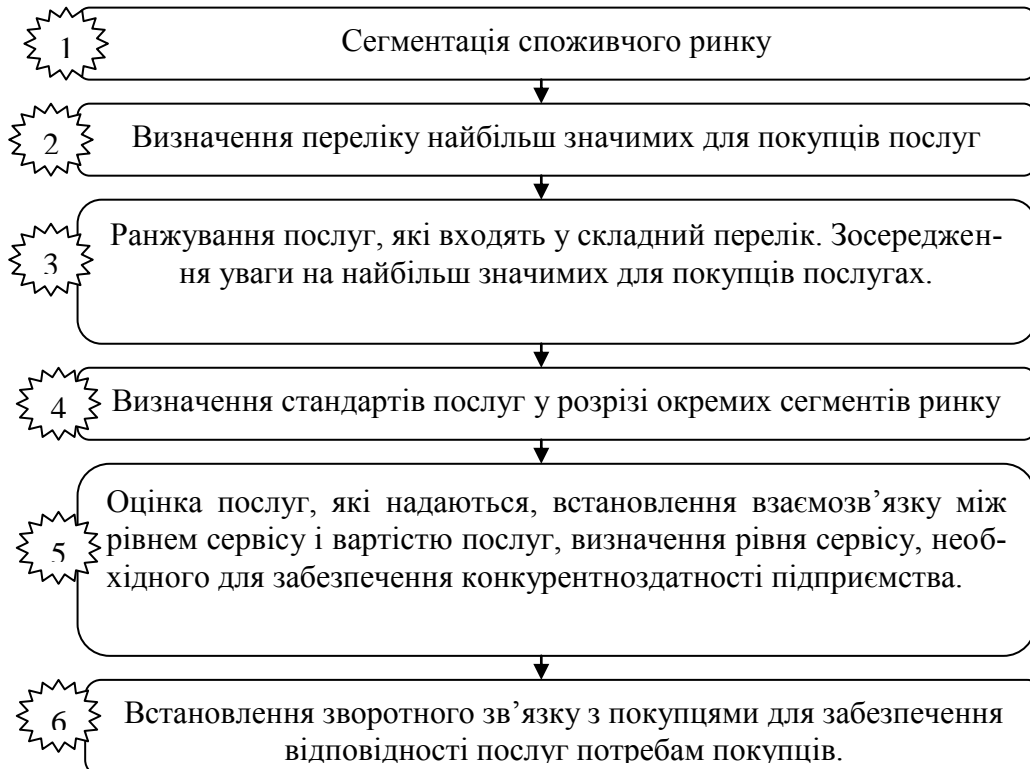 1
Сегментація споживчого ринку
2
Визначення переліку найбільш значимих для покупців послуг
3
Ранжування послуг, які входять у складний перелік. Зосереджен-
ня уваги на найбільш значимих для покупців послугах.
4
Визначення стандартів послуг у розрізі окремих сегментів ринку
5
Оцінка послуг, які надаються, встановлення взаємозв’язку між
рівнем сервісу і вартістю послуг, визначення рівня сервісу, необ-
хідного для забезпечення конкурентноздатності підприємства.
6
Встановлення зворотного зв’язку з покупцями для забезпечення
відповідності послуг потребам покупців.